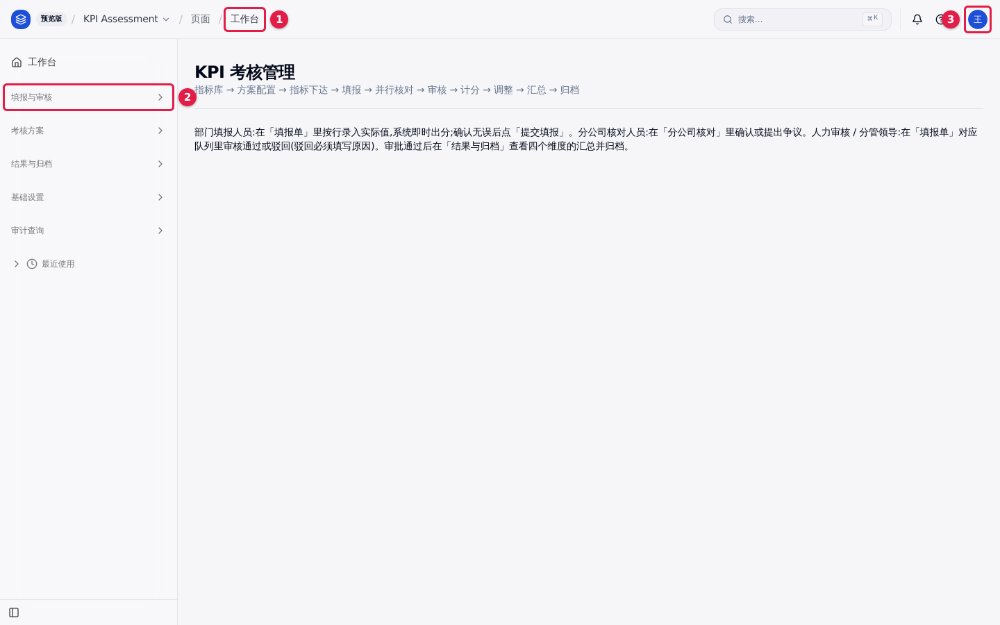 预览版 / KPI Assessment / 页面 / 工作台 1 搜索... ⌘K 3 王
工作台
填报与审核 2
考核方案
结果与归档
基础设置
审计查询
最近使用
KPI 考核管理
指标库 → 方案配置 → 指标下达 → 填报 → 并行核对 → 审核 → 计分 → 调整 → 汇总 → 归档
部门填报人员:在「填报单」里按行录入实际值,系统即时出分;确认无误后点「提交填报」。分公司核对人员:在「分公司核对」里确认或提出争议。人力审核 / 分管领导:在「填报单」对应
队列里审核通过或驳回(驳回必须填写原因)。审批通过后在「结果与归档」查看四个维度的汇总并归档。